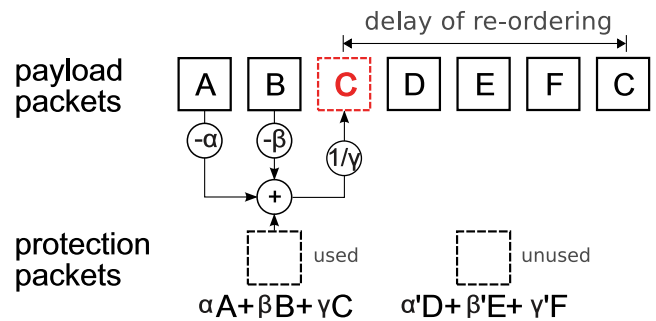 delay of re-ordering
payload
packets
A B C D E F C
-α -β 1/γ
+
protection
packets
used
unused
αA+βB+γC
α'D+β'E+γ'F